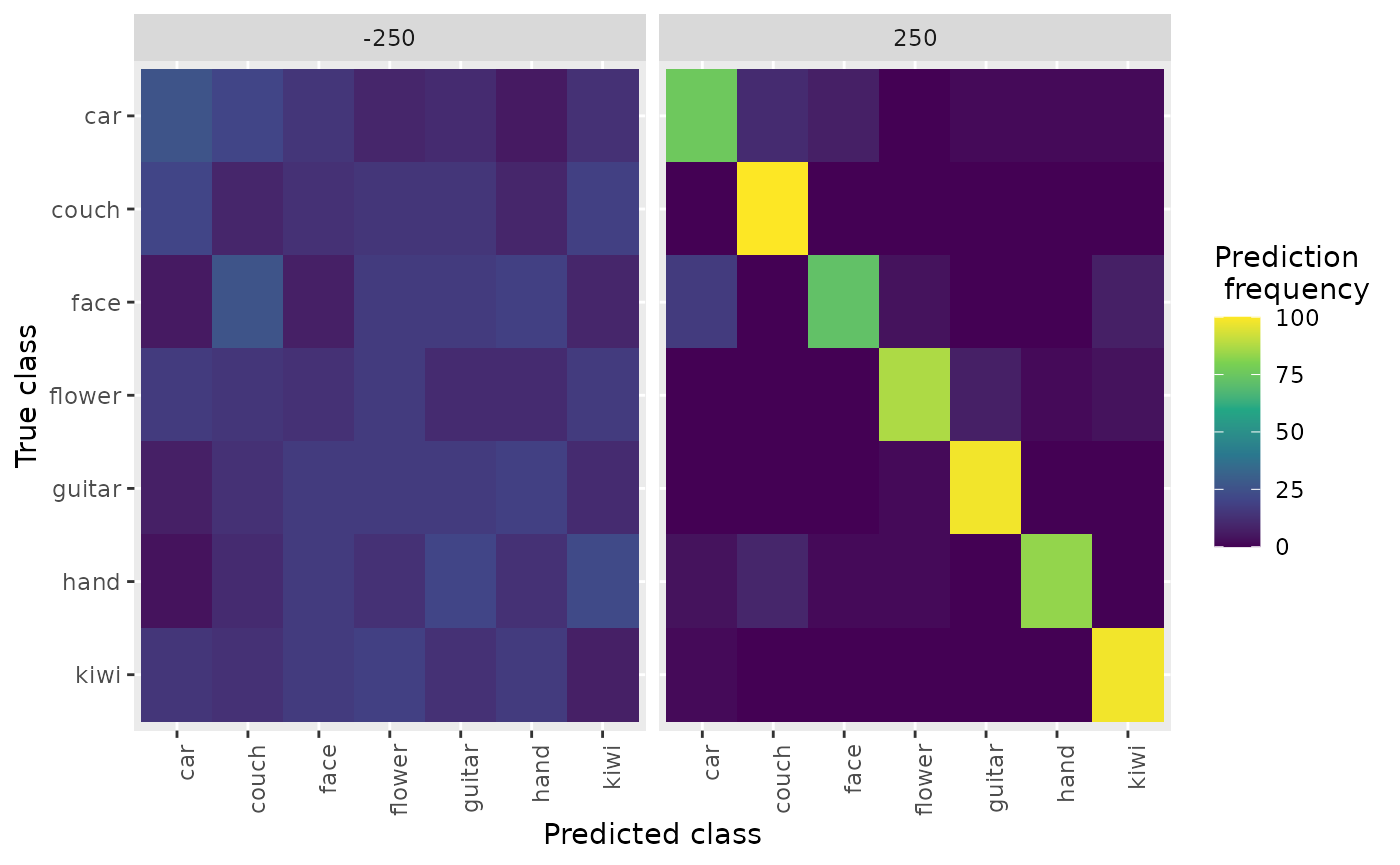 -250
250
car
couch
face
flower
guitar
hand
kiwi
True class
car
couch
face
flower
guitar
hand
kiwi
car
couch
face
flower
guitar
hand
kiwi
Predicted class
Prediction
frequency
100
75
50
25
0